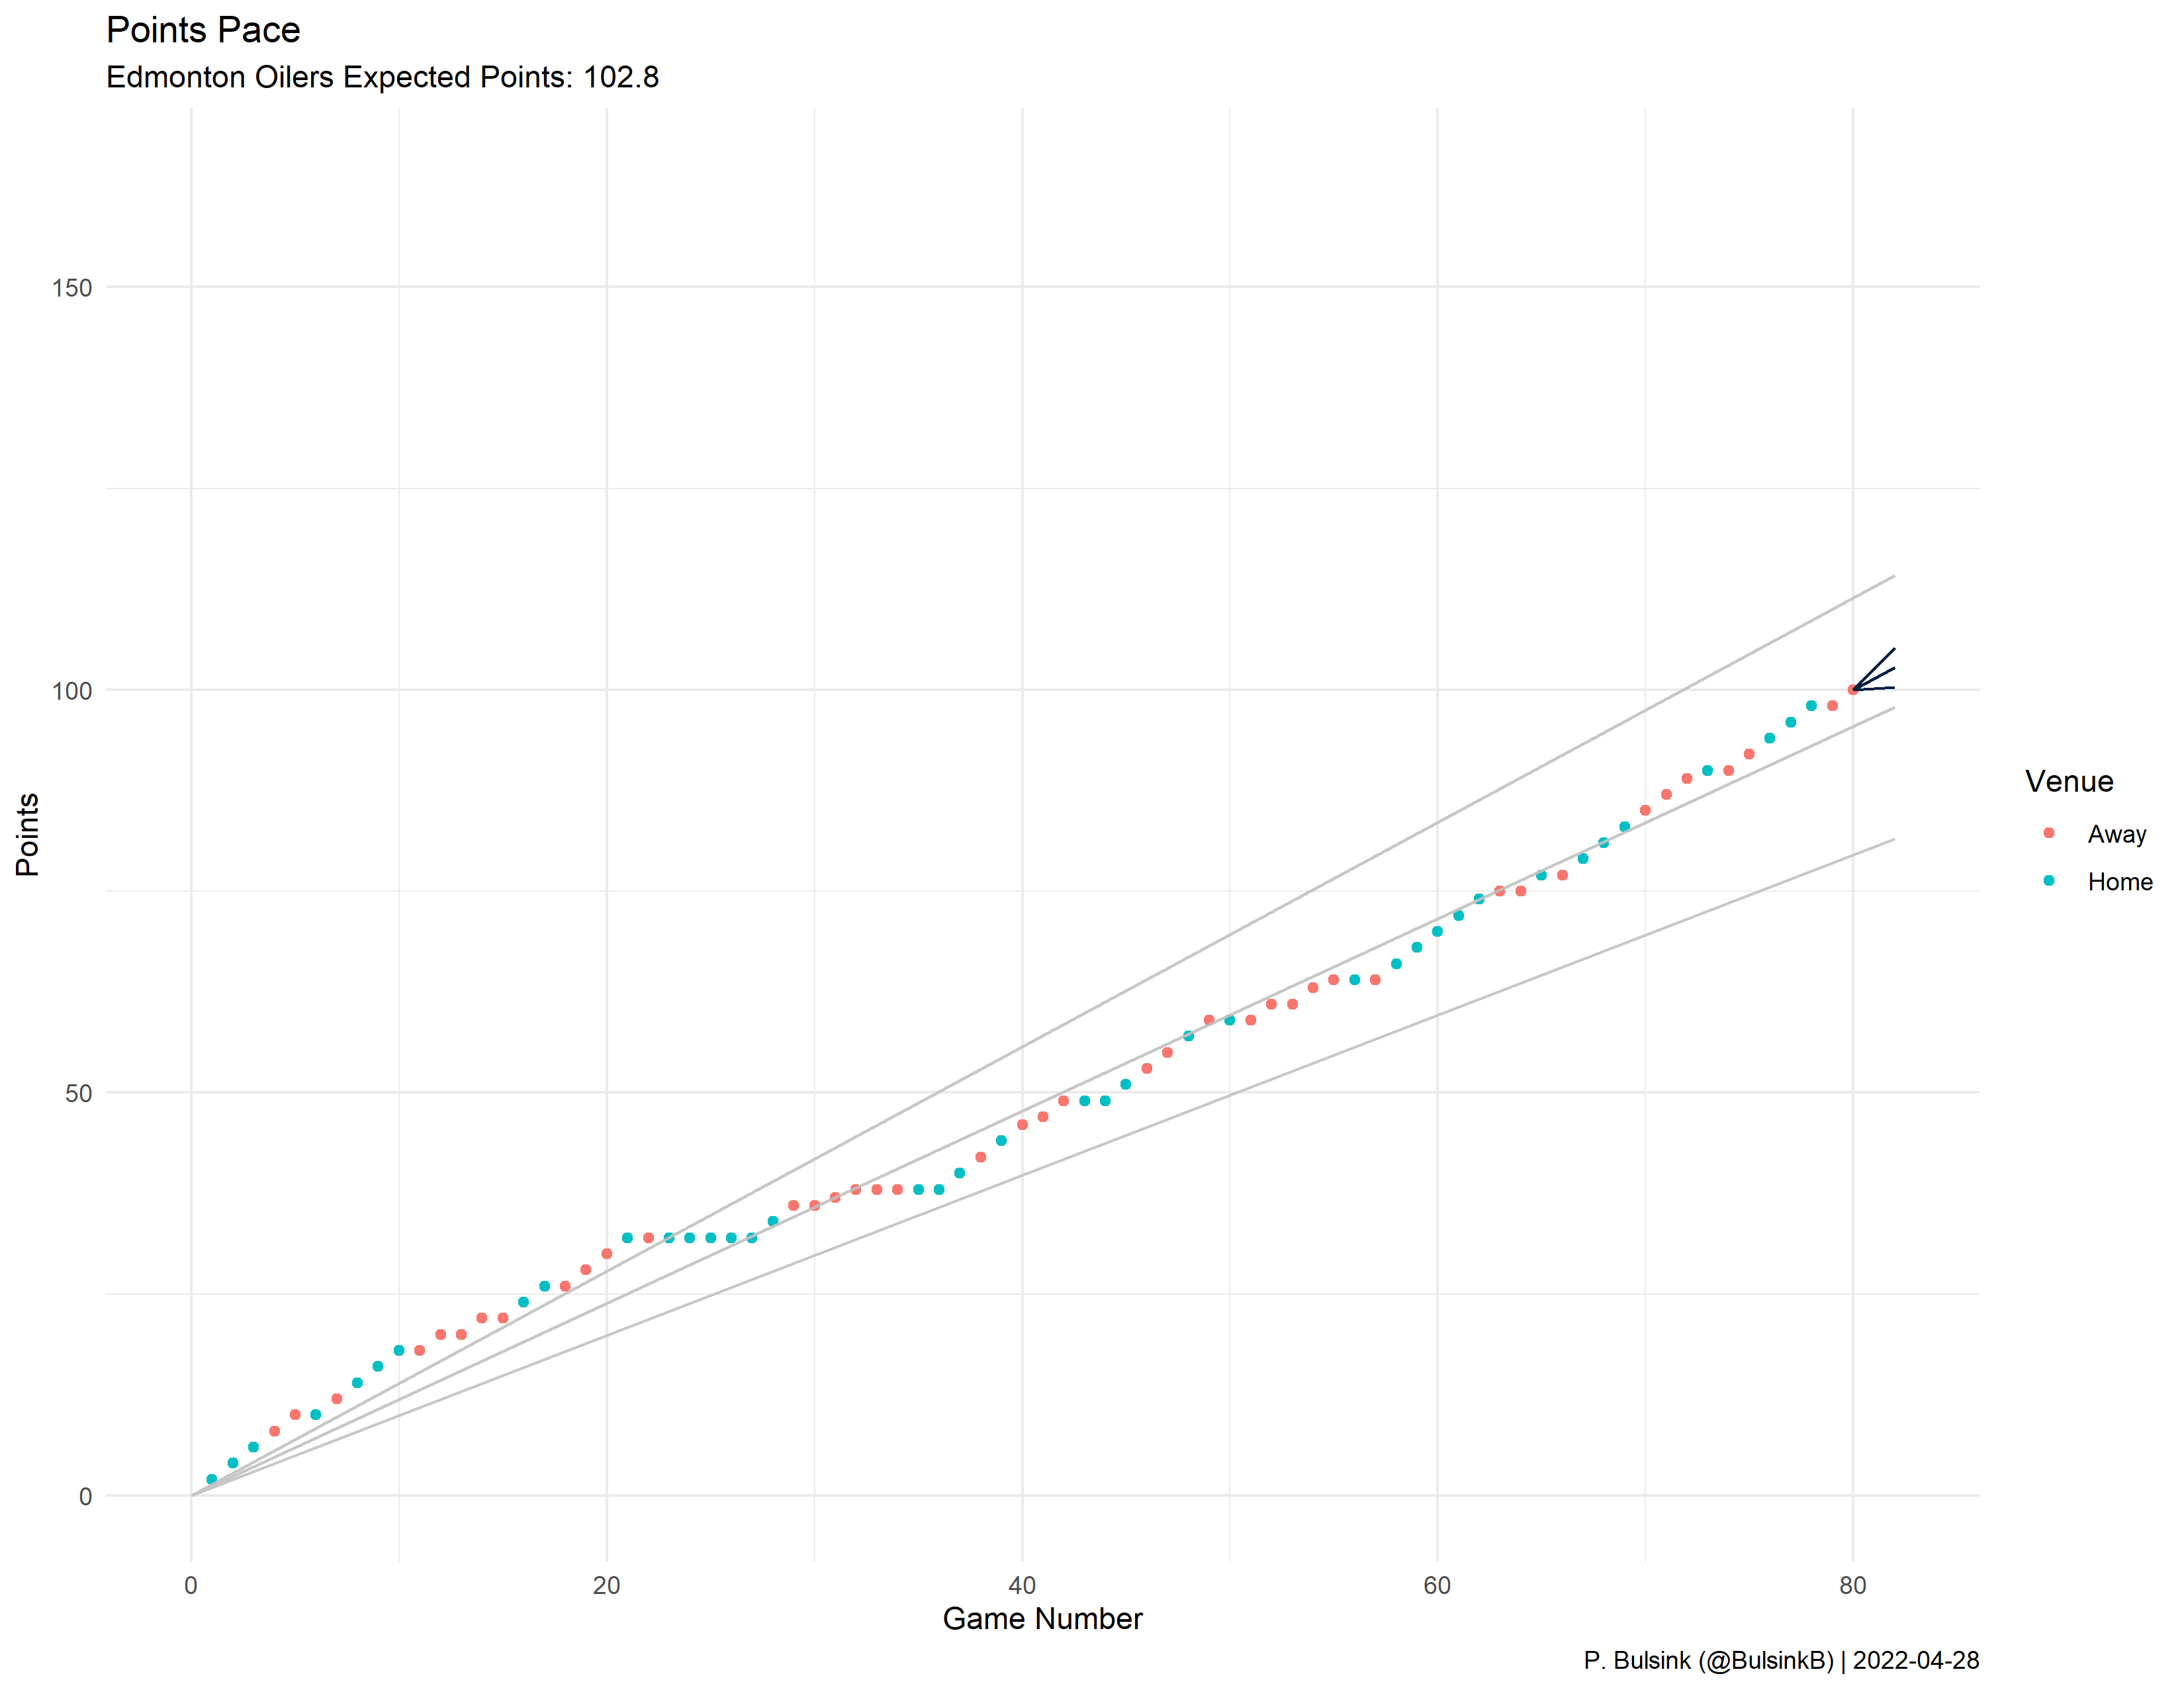 Points Pace
Edmonton Oilers Expected Points: 102.8
150
100
50
0
Points
0 20 40 60 80
Game Number
Venue
Away
Home
P. Bulsink (@BulsinkB) | 2022-04-28